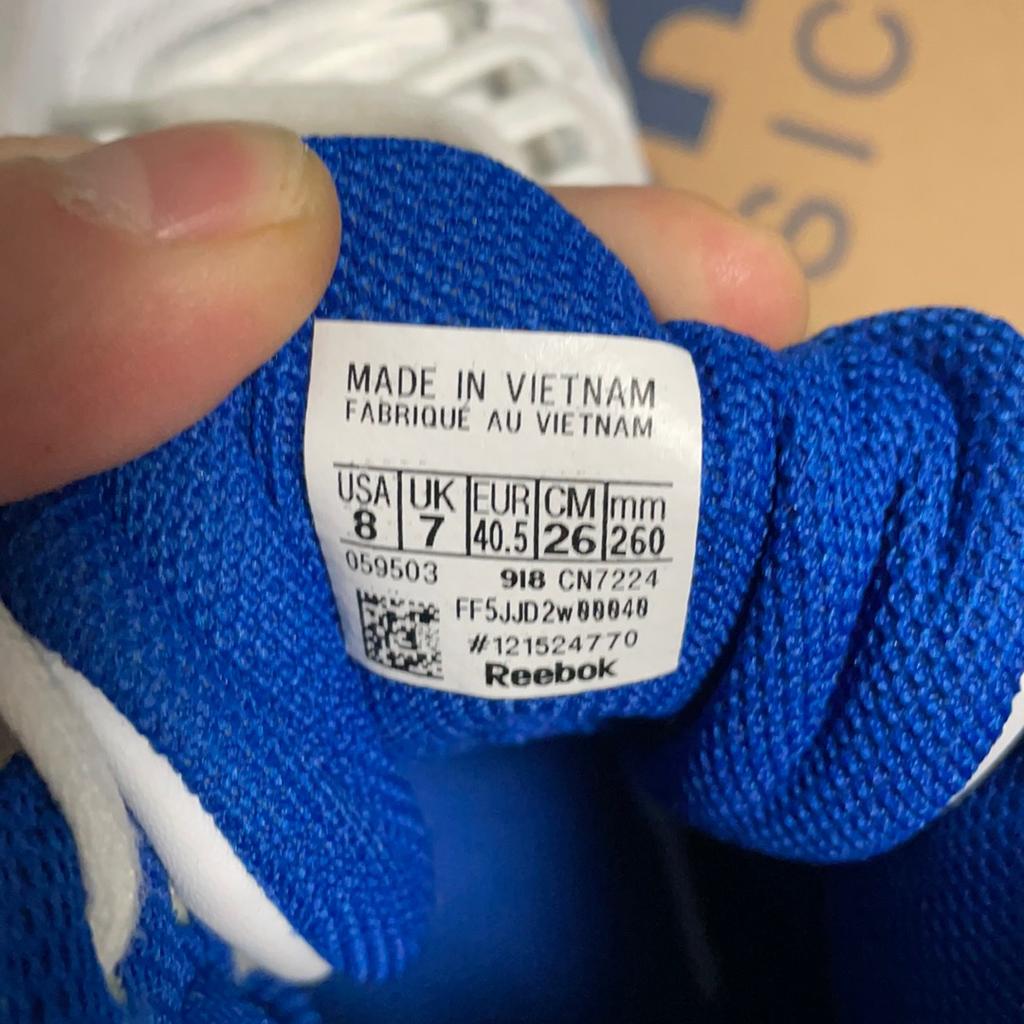 MADE IN VIETNAM
FABRIQUÉ AU VIETNAM
USA UK EUR CM mm
8 7 40.5 26 260
059503 918 CN7224
FF5JJD2w00040
#121524770
Reebok
SIC